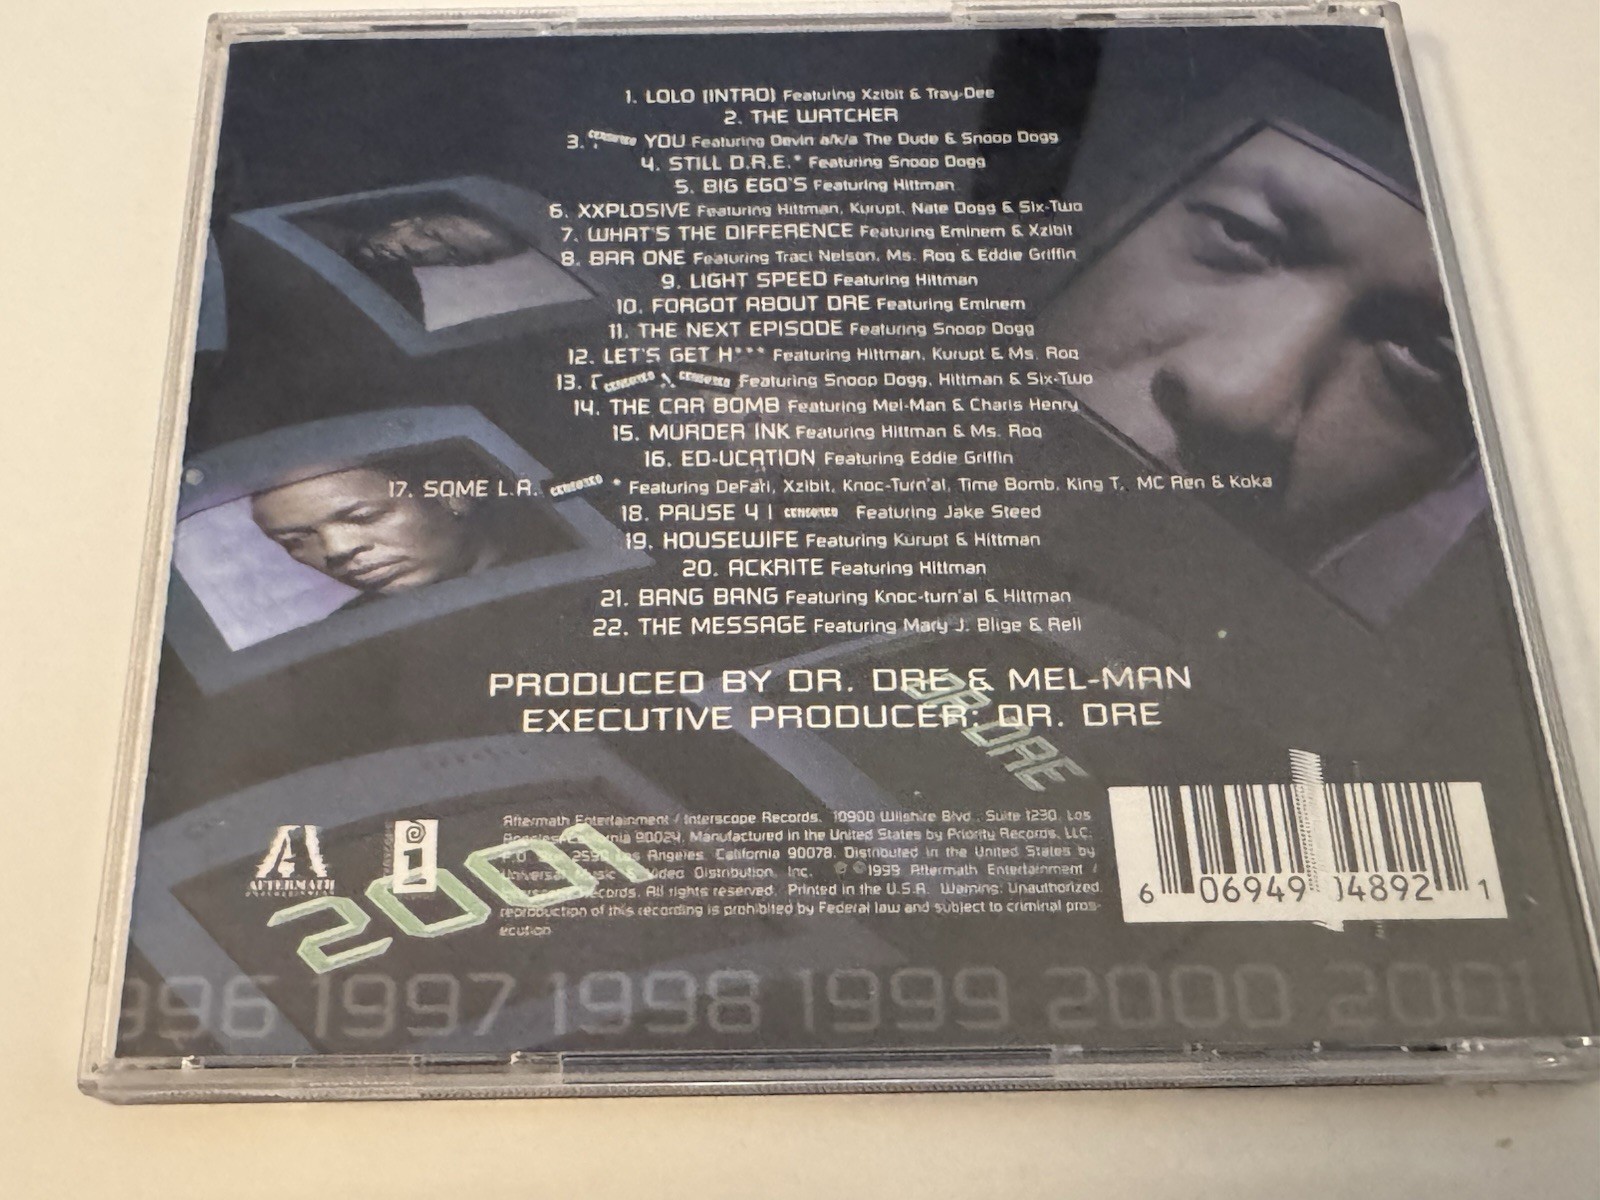 1. LOLO (INTRO) Featuring Xzibit & Tray-Dee
2. THE WATCHER
3. CENSORED YOU Featuring Devin a/k/a The Dude & Snoop Dogg
4. STILL D.R.E.* Featuring Snoop Dogg
5. BIG EGO'S Featuring Hittman
6. XXPLOSIVE Featuring Hittman, Kurupt, Nate Dogg & Six-Two
7. WHAT'S THE DIFFERENCE Featuring Eminem & Xzibit
8. BAR ONE Featuring Traci Nelson, Ms. Roq & Eddie Griffin
9. LIGHT SPEED Featuring Hittman
10. FORGOT ABOUT DRE Featuring Eminem
11. THE NEXT EPISODE Featuring Snoop Dogg
12. LET'S GET H*** Featuring Hittman, Kurupt & Ms. Roq
13. CENSORED CENSORED Featuring Snoop Dogg, Hittman & Six-Two
14. THE CAR BOMB Featuring Mel-Man & Charis Henry
15. MURDER INK Featuring Hittman & Ms. Roq
16. ED-UCATION Featuring Eddie Griffin
17. SOME L.A. CENSORED * Featuring DeFari, Xzibit, Knoc-Turn'al, Time Bomb, King T, MC Ren & Koka
18. PAUSE 4 CENSORED Featuring Jake Steed
19. HOUSEWIFE Featuring Kurupt & Hittman
20. ACKRITE Featuring Hittman
21. BANG BANG Featuring Knoc-turn'al & Hittman
22. THE MESSAGE Featuring Mary J. Blige & Rell
PRODUCED BY DR. DRE & MEL-MAN
EXECUTIVE PRODUCER: DR. DRE
DR. DRE
2001
AFTERMATH
ENTERTAINMENT
Aftermath Entertainment / Interscope Records. 10900 Wilshire Blvd., Suite 1230, Los
Angeles, California 90024. Manufactured in the United States by Priority Records, LLC.
P.O. 2590 Los Angeles, California 90078. Distributed in the United States by
Universal Music & Video Distribution, Inc. ℗ ©1999 Aftermath Entertainment /
Interscope Records. All rights reserved. Printed in the U.S.A. Warning: Unauthorized
reproduction of this recording is prohibited by Federal law and subject to criminal pros-
ecution.
6 06949 04892 1
996 1997 1998 1999 2000 2001